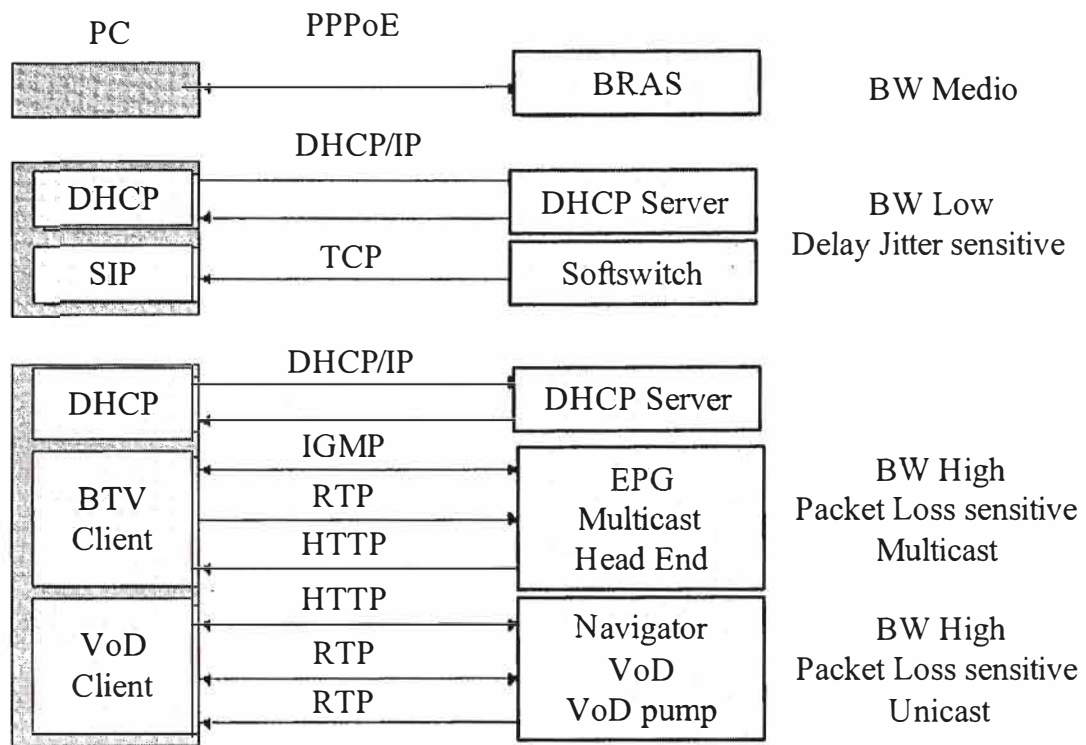 PC
PPPoE
BRAS
BW Medio
DHCP/IP
DHCP
DHCP Server
BW Low
Delay Jitter sensitive
SIP
TCP
Softswitch
DHCP/IP
DHCP
DHCP Server
BTV
Client
IGMP
RTP
HTTP
EPG
Multicast
Head End
BW High
Packet Loss sensitive
Multicast
VoD
Client
HTTP
RTP
RTP
Navigator
VoD
VoD pump
BW High
Packet Loss sensitive
Unicast